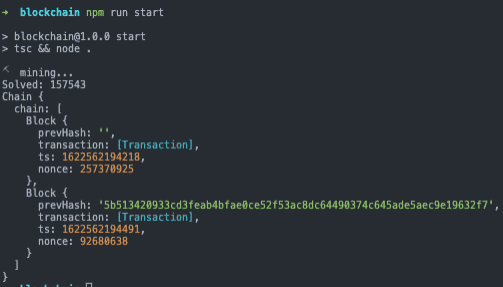 ➜ blockchain npm run start
> blockchain@1.0.0 start
> tsc && node .
⛏ mining...
Solved: 157543
Chain {
chain: [
Block {
prevHash: '',
transaction: [Transaction],
ts: 1622562194218,
nonce: 257370925
},
Block {
prevHash: '5b513420933cd3feab4bfae0ce52f53ac8dc64490374c645ade5aec9e19632f7',
transaction: [Transaction],
ts: 1622562194491,
nonce: 92680638
}
]
}